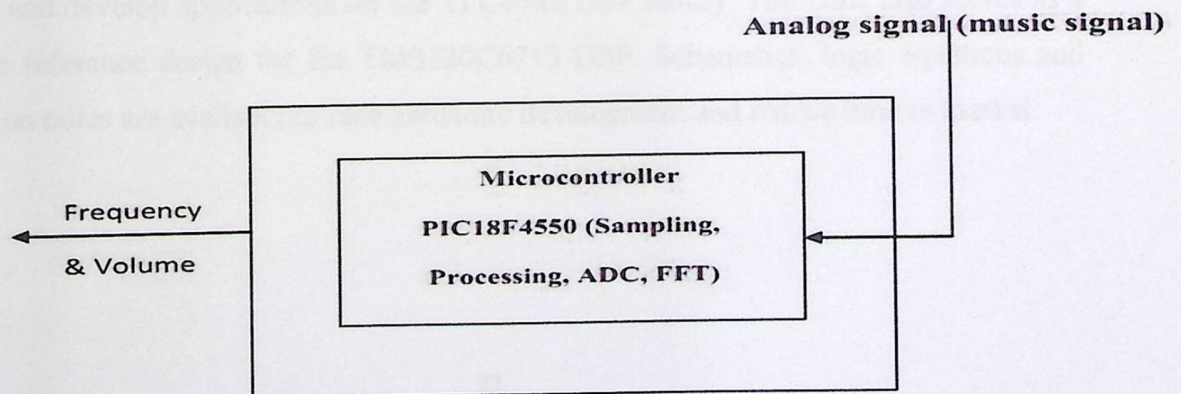 Analog signal (music signal)
Microcontroller
PIC18F4550 (Sampling,
Processing, ADC, FFT)
Frequency
& Volume